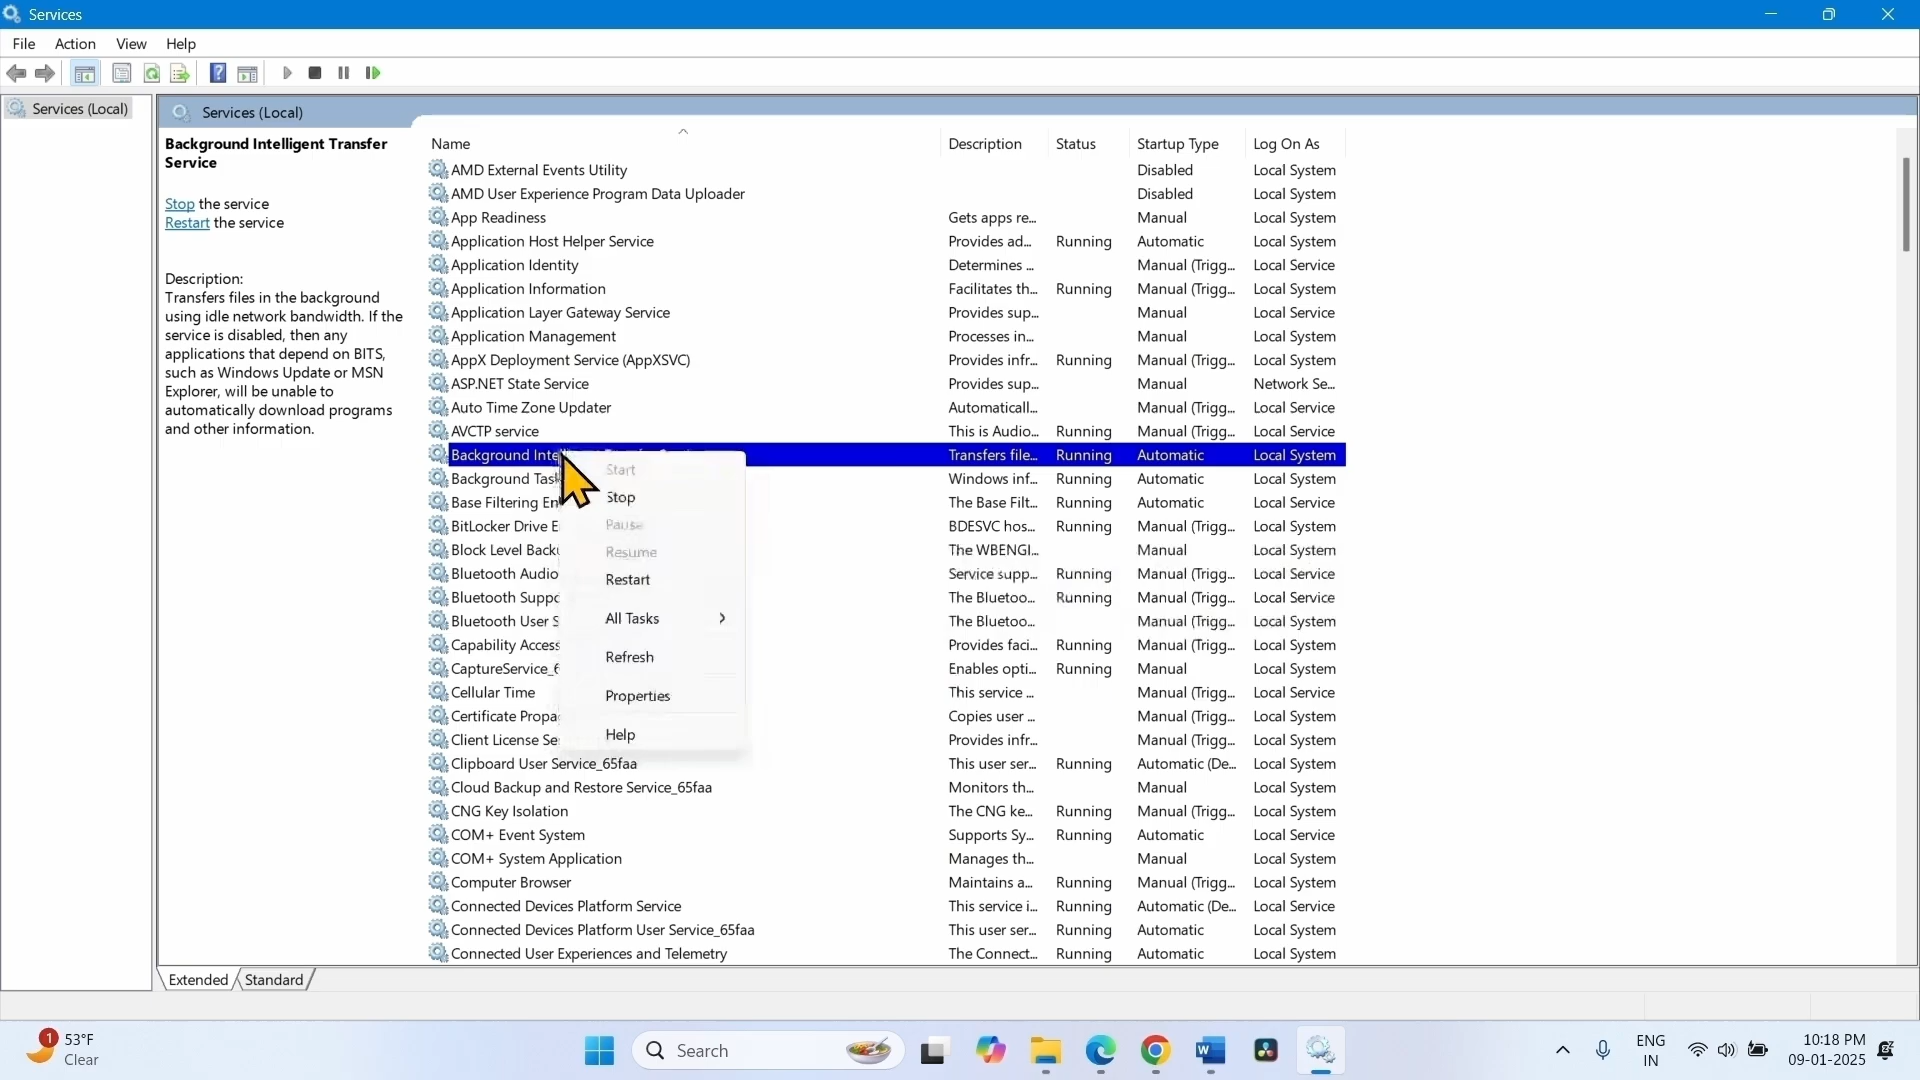 Services
File Action View Help
Services (Local)
Services (Local)
Background Intelligent Transfer
Service
Stop the service
Restart the service
Description:
Transfers files in the background
using idle network bandwidth. If the
service is disabled, then any
applications that depend on BITS,
such as Windows Update or MSN
Explorer, will be unable to
automatically download programs
and other information.
Name Description Status Startup Type Log On As
AMD External Events Utility Disabled Local System
AMD User Experience Program Data Uploader Disabled Local System
App Readiness Gets apps re... Manual Local System
Application Host Helper Service Provides ad... Running Automatic Local System
Application Identity Determines ... Manual (Trigg... Local Service
Application Information Facilitates th... Running Manual (Trigg... Local System
Application Layer Gateway Service Provides sup... Manual Local Service
Application Management Processes in... Manual Local System
AppX Deployment Service (AppXSVC) Provides infr... Running Manual (Trigg... Local System
ASP.NET State Service Provides sup... Manual Network Se...
Auto Time Zone Updater Automaticall... Manual (Trigg... Local Service
AVCTP service This is Audio... Running Manual (Trigg... Local Service
Background Inte Transfers file... Running Automatic Local System
Background Tas Windows inf... Running Automatic Local System
Base Filtering En The Base Filt... Running Automatic Local Service
BitLocker Drive E BDESVC hos... Running Manual (Trigg... Local System
Block Level Backu The WBENGI... Manual Local System
Bluetooth Audio Service supp... Running Manual (Trigg... Local Service
Bluetooth Suppo The Bluetoo... Running Manual (Trigg... Local Service
Bluetooth User S The Bluetoo... Manual (Trigg... Local System
Capability Access Provides faci... Running Manual (Trigg... Local System
CaptureService_6 Enables opti... Running Manual Local System
Cellular Time This service ... Manual (Trigg... Local Service
Certificate Propa Copies user ... Manual (Trigg... Local System
Client License Se Provides infr... Manual (Trigg... Local System
Clipboard User Service_65faa This user ser... Running Automatic (De... Local System
Cloud Backup and Restore Service_65faa Monitors th... Manual Local System
CNG Key Isolation The CNG ke... Running Manual (Trigg... Local System
COM+ Event System Supports Sy... Running Automatic Local Service
COM+ System Application Manages th... Manual Local System
Computer Browser Maintains a... Running Manual (Trigg... Local System
Connected Devices Platform Service This service i... Running Automatic (De... Local Service
Connected Devices Platform User Service_65faa This user ser... Running Automatic Local System
Connected User Experiences and Telemetry The Connect... Running Automatic Local System
Start
Stop
Pause
Resume
Restart
All Tasks
Refresh
Properties
Help
Extended Standard
1
53°F
Clear
Search
ENG
IN
10:18 PM
09-01-2025